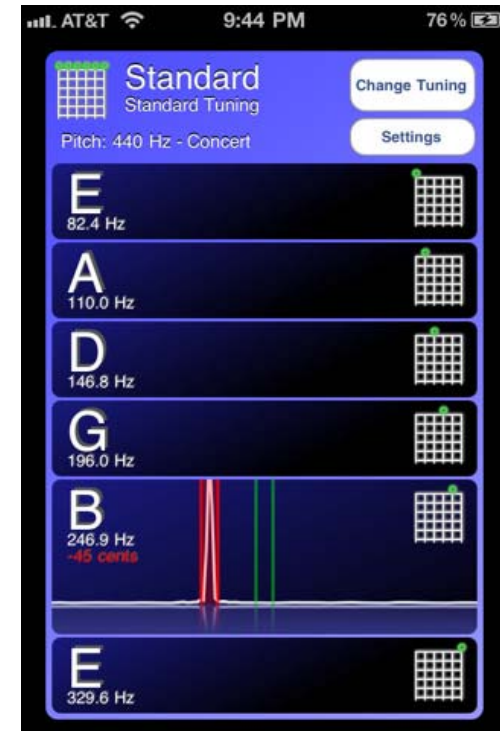 AT&T 9:44 PM 76%
Standard
Standard Tuning
Change Tuning
Pitch: 440 Hz - Concert
Settings
E
82.4 Hz
A
110.0 Hz
D
146.8 Hz
G
196.0 Hz
B
246.9 Hz
-45 cents
E
329.6 Hz